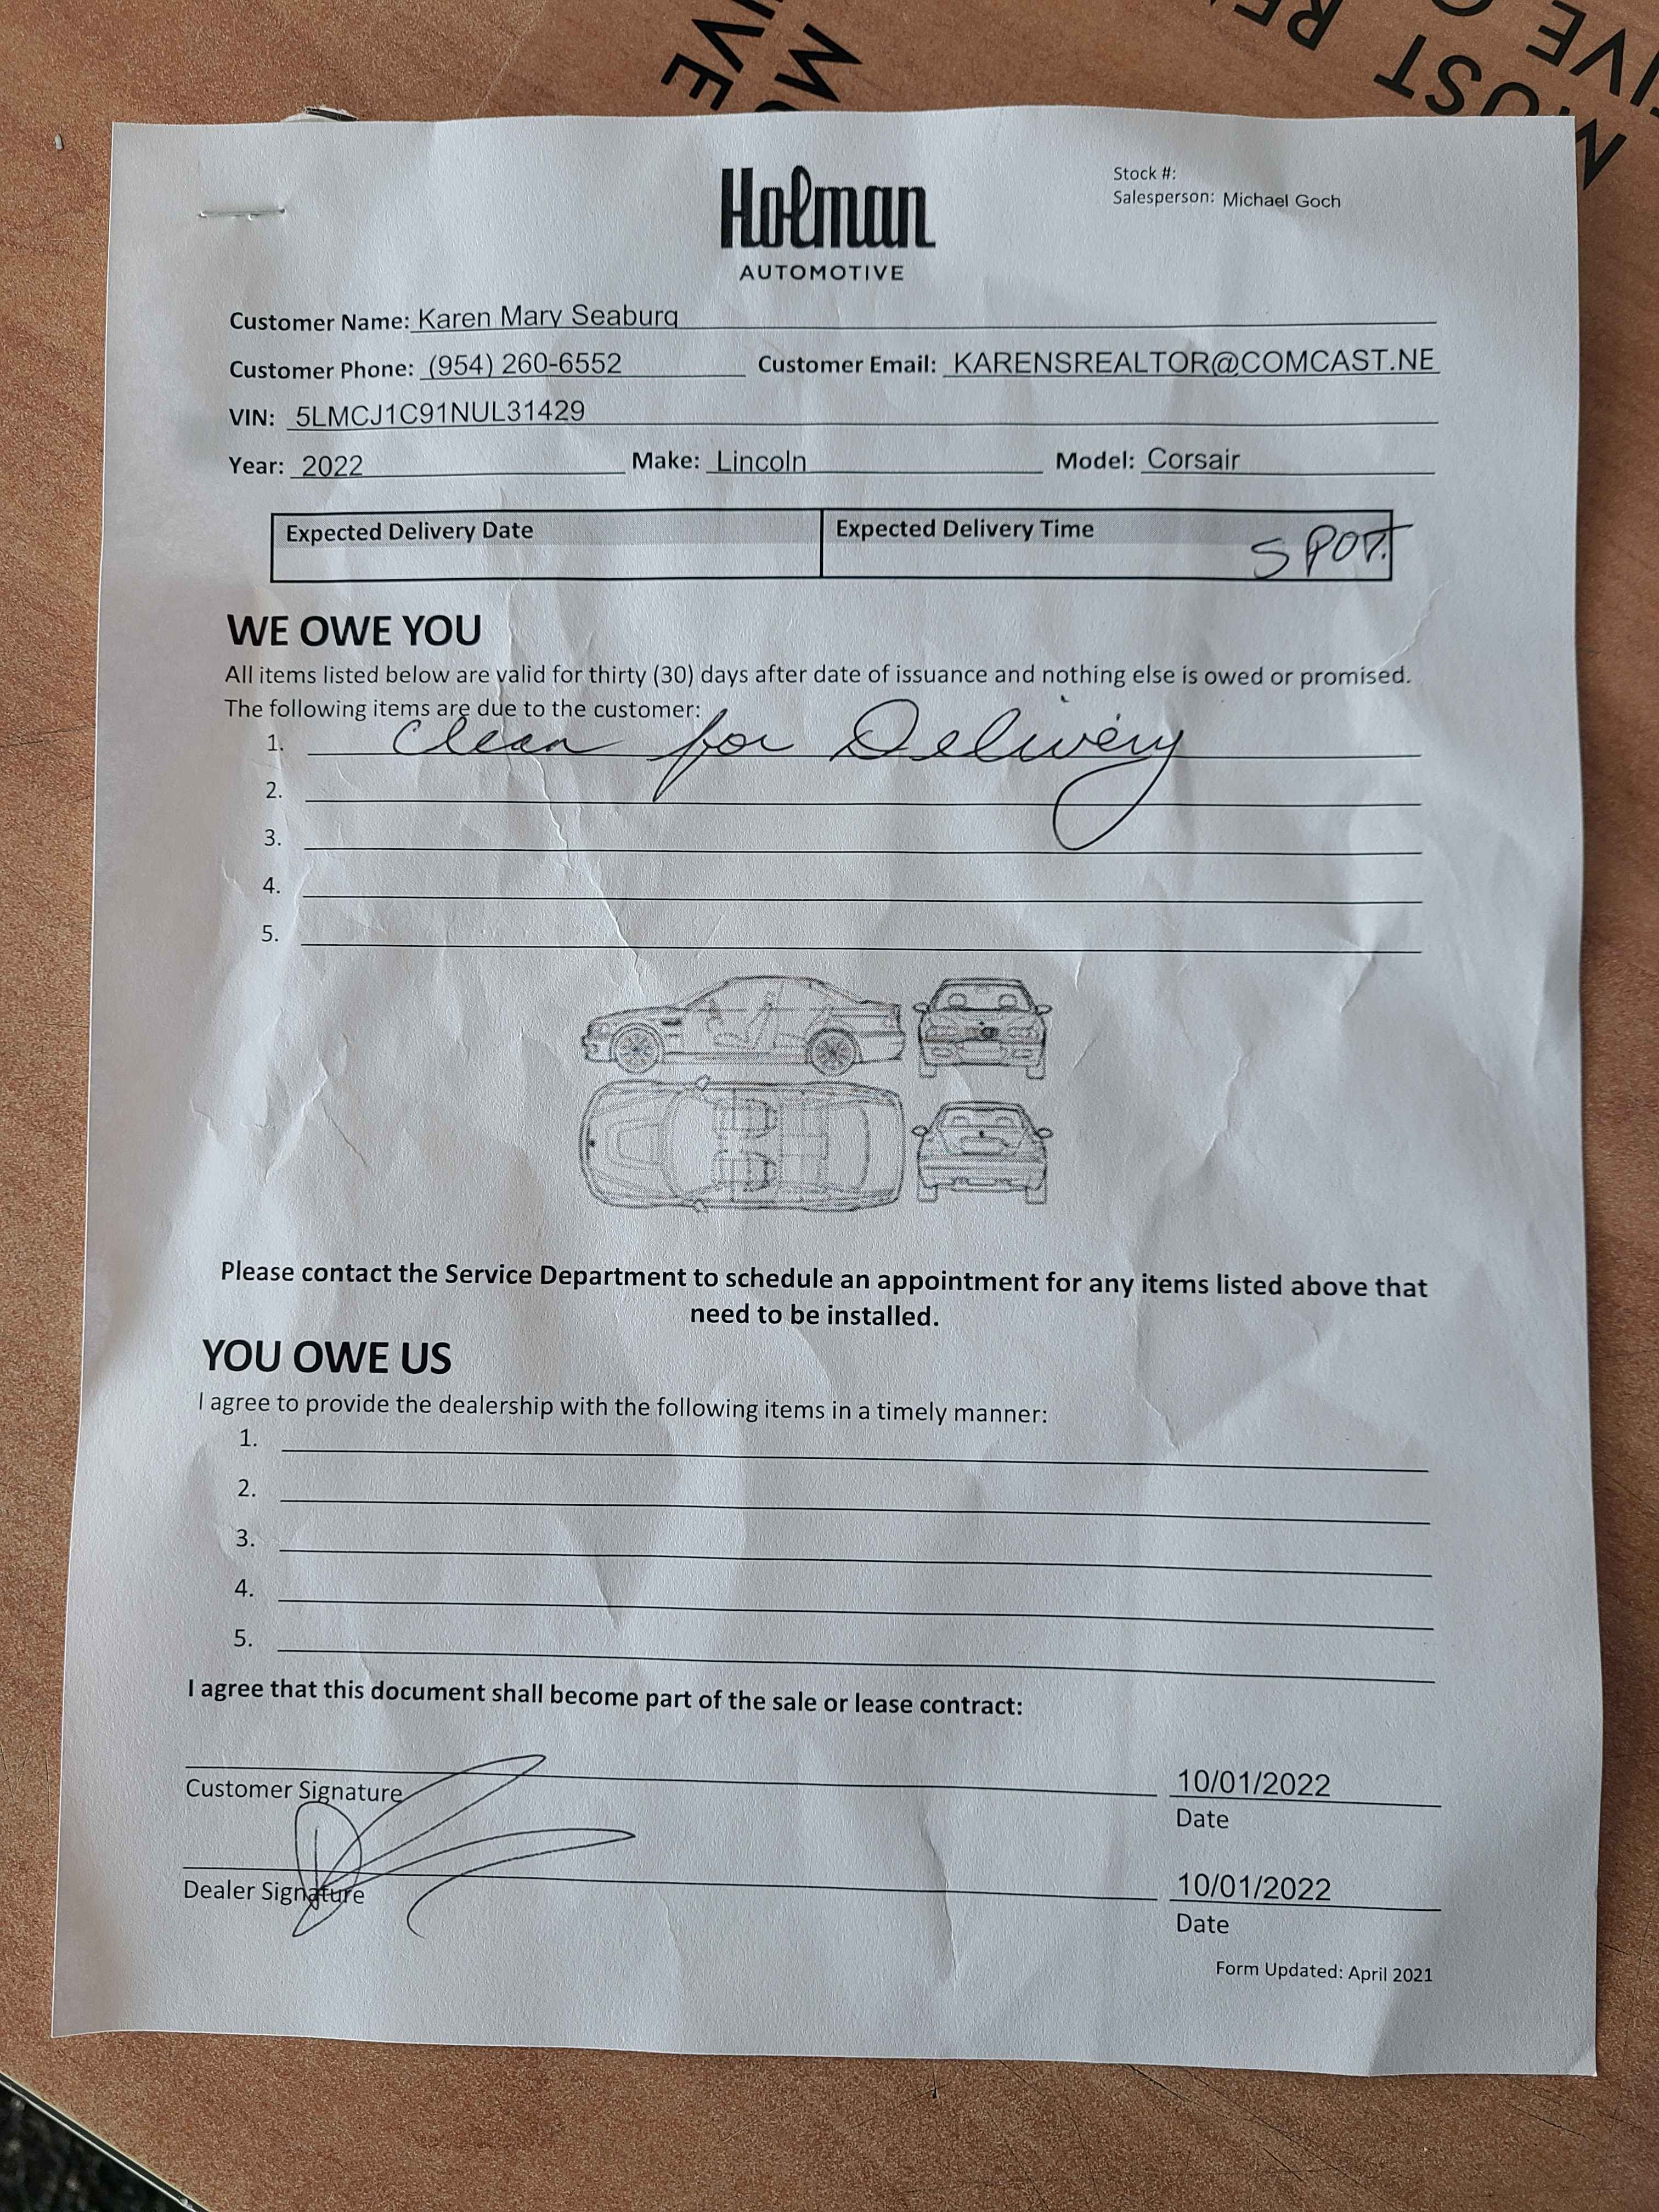 MUST RE
IVE
Holman
AUTOMOTIVE
Stock #:
Salesperson: Michael Goch
Customer Name: Karen Mary Seaburg
Customer Phone: (954) 260-6552 Customer Email: KARENSREALTOR@COMCAST.NE
VIN: 5LMCJ1C91NUL31429
Year: 2022 Make: Lincoln Model: Corsair
Expected Delivery Date Expected Delivery Time SPOT
WE OWE YOU
All items listed below are valid for thirty (30) days after date of issuance and nothing else is owed or promised.
The following items are due to the customer:
1. Clean for Delivery
2.
3.
4.
5.
Please contact the Service Department to schedule an appointment for any items listed above that
need to be installed.
YOU OWE US
I agree to provide the dealership with the following items in a timely manner:
1.
2.
3.
4.
5.
I agree that this document shall become part of the sale or lease contract:
Customer Signature 10/01/2022
Date
Dealer Signature 10/01/2022
Date
Form Updated: April 2021